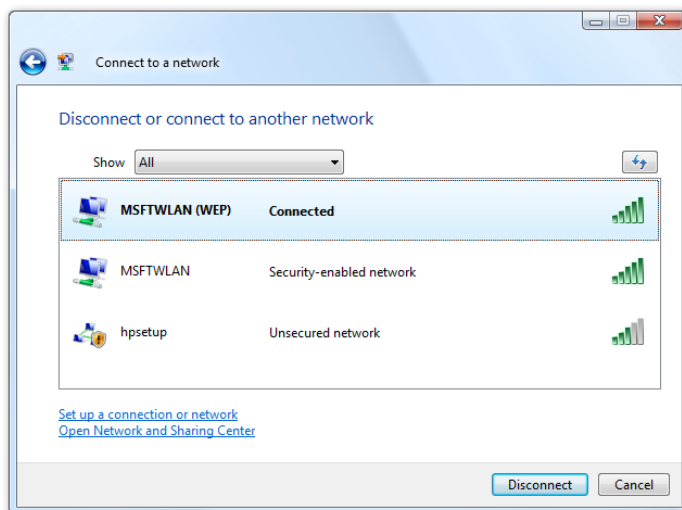 Connect to a network
Disconnect or connect to another network
Show All
MSFTWLAN (WEP) Connected
MSFTWLAN Security-enabled network
hpsetup Unsecured network
Set up a connection or network
Open Network and Sharing Center
Disconnect Cancel